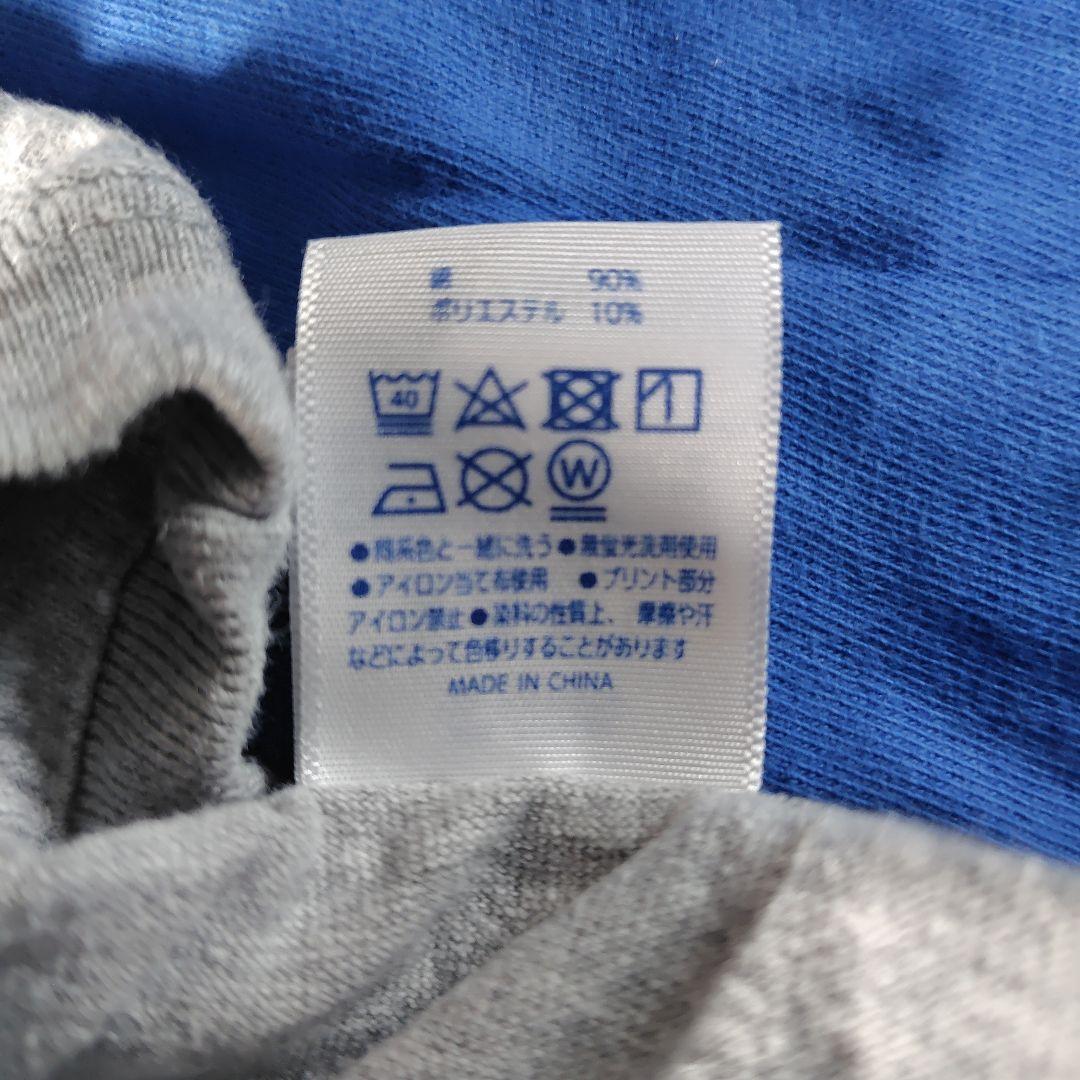 綿 90%
ポリエステル 10%
40
W
●同系色と一緒に洗う ●無蛍光洗剤使用
●アイロン当て布使用 ●プリント部分
アイロン禁止 ●染料の性質上、摩擦や汗
などによって色移りすることがあります
MADE IN CHINA